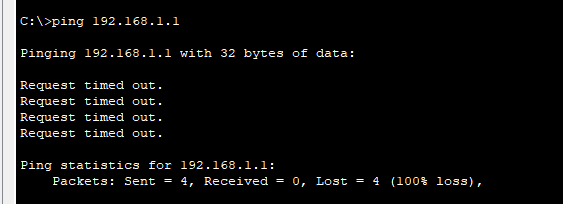 C:\>ping 192.168.1.1
Pinging 192.168.1.1 with 32 bytes of data:
Request timed out.
Request timed out.
Request timed out.
Request timed out.
Ping statistics for 192.168.1.1:
Packets: Sent = 4, Received = 0, Lost = 4 (100% loss),